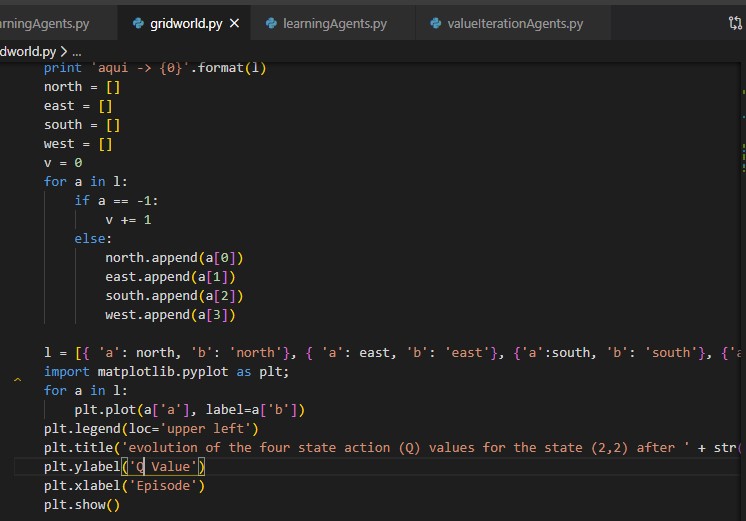 rningAgents.py gridworld.py × learningAgents.py valueIterationAgents.py
dworld.py > ...
print 'aqui -> {0}'.format(l)
north = []
east = []
south = []
west = []
v = 0
for a in l:
if a == -1:
v += 1
else:
north.append(a[0])
east.append(a[1])
south.append(a[2])
west.append(a[3])
l = [{ 'a': north, 'b': 'north'}, { 'a': east, 'b': 'east'}, {'a':south, 'b': 'south'}, {'a
import matplotlib.pyplot as plt;
for a in l:
plt.plot(a['a'], label=a['b'])
plt.legend(loc='upper left')
plt.title('evolution of the four state action (Q) values for the state (2,2) after ' + str(
plt.ylabel('Q Value')
plt.xlabel('Episode')
plt.show()